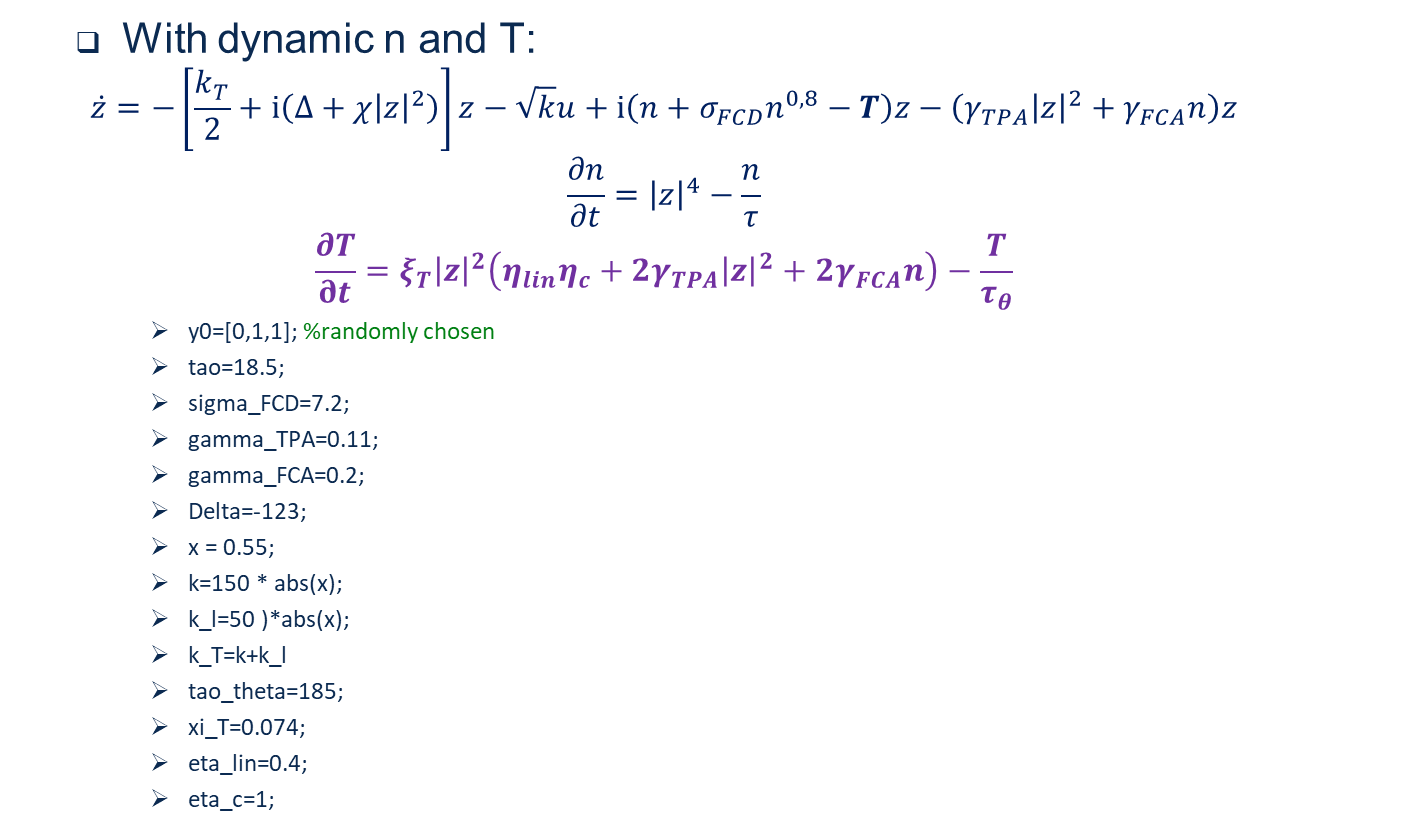 ❑ With dynamic n and T:
ż = −[k_T/2 + i(Δ + χ|z|²)]z − √k u + i(n + σ_FCD n^0,8 − T)z − (γ_TPA|z|² + γ_FCA n)z
∂n/∂t = |z|⁴ − n/τ
∂T/∂t = ξ_T|z|²(η_lin η_c + 2γ_TPA|z|² + 2γ_FCA n) − T/τ_θ
➢ y0=[0,1,1]; %randomly chosen
➢ tao=18.5;
➢ sigma_FCD=7.2;
➢ gamma_TPA=0.11;
➢ gamma_FCA=0.2;
➢ Delta=-123;
➢ x = 0.55;
➢ k=150 * abs(x);
➢ k_l=50 )*abs(x);
➢ k_T=k+k_l
➢ tao_theta=185;
➢ xi_T=0.074;
➢ eta_lin=0.4;
➢ eta_c=1;